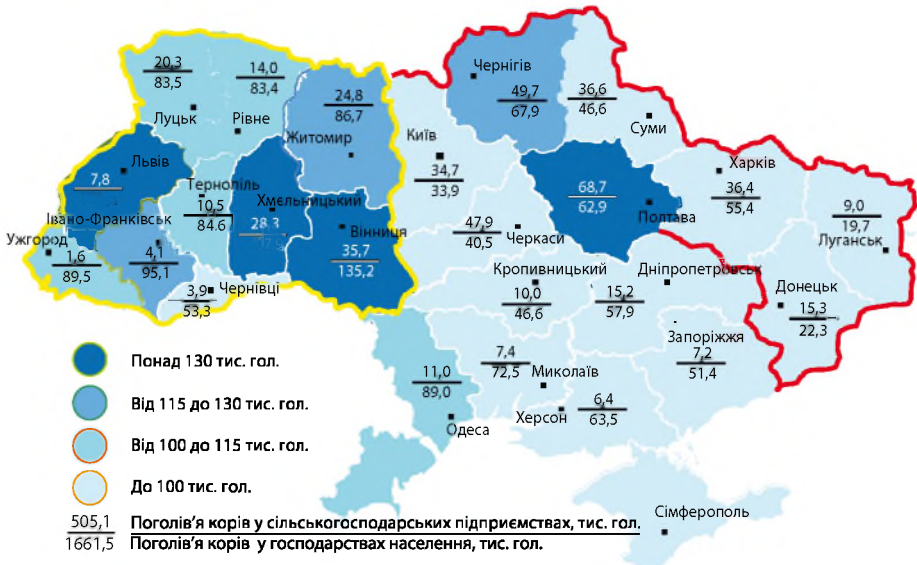 20,3
83,5
Луцьк
14,0
83,4
Рівне
24,8
86,7
Житомир
Чернігів
49,7
67,9
36,6
46,6
Суми
Київ
34,7
33,9
Львів
7,8
Тернопіль
10,5
84,6
Хмєльницький
28,3
Вінниця
35,7
135,2
Івано-Франківськ
4,1
95,1
Ужгород
1,6
89,5
3,9
53,3
Чернівці
47,9
40,5
Черкаси
68,7
62,9
Полтава
Харків
36,4
55,4
9,0
19,7
Луганськ
Кропивницький
10,0
46,6
Дніпропетровськ
15,2
57,9
Донецьк
15,3
22,3
Запоріжжя
7,2
51,4
7,4
72,5
Миколаїв
11,0
89,0
Одеса
Херсон
6,4
63,5
Сімферополь
Понад 130 тис. гол.
Від 115 до 130 тис. гол.
Від 100 до 115 тис. гол.
До 100 тис. гол.
505,1 Поголів'я корів у сільськогосподарських підприємствах, тис. гол.
1661,5 Поголів'я корів у господарствах населення, тис. гол.